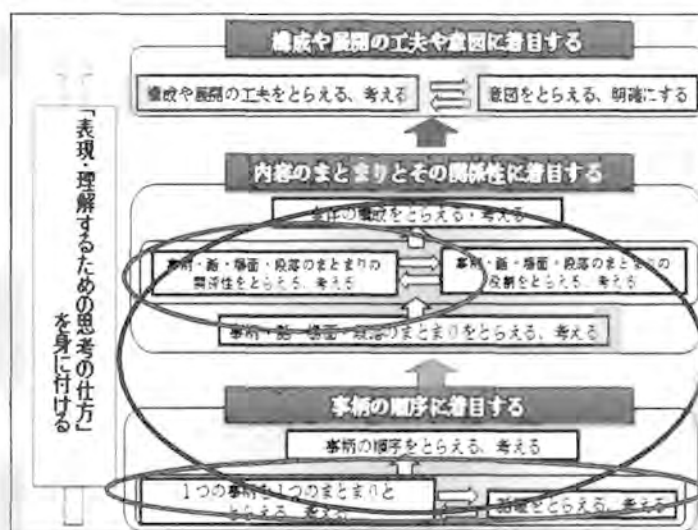 構成や展開の工夫や意図に着目する
構成や展開の工夫をとらえる、考える
意図をとらえる、明確にする
内容のまとまりとその関係性に着目する
全体の構成をとらえる・考える
事柄・話・場面・段落のまとまりの
関係性をとらえる、考える
事柄・話・場面・段落のまとまりの
役割をとらえる、考える
事柄・話・場面・段落のまとまりをとらえる、考える
事柄の順序に着目する
事柄の順序をとらえる、考える
1つの事柄を1つのまとまりと
とらえる、考える
をとらえる、考える
「表現・理解するための思考の仕方」
を身に付ける